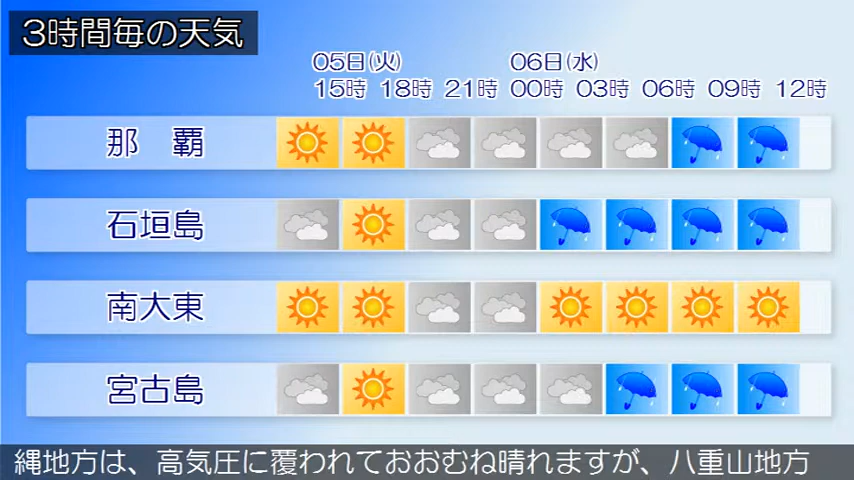 3時間毎の天気
05日(火) 06日(水)
15時 18時 21時 00時 03時 06時 09時 12時
那 覇
石垣島
南大東
宮古島
縄地方は、高気圧に覆われておおむね晴れますが、八重山地方